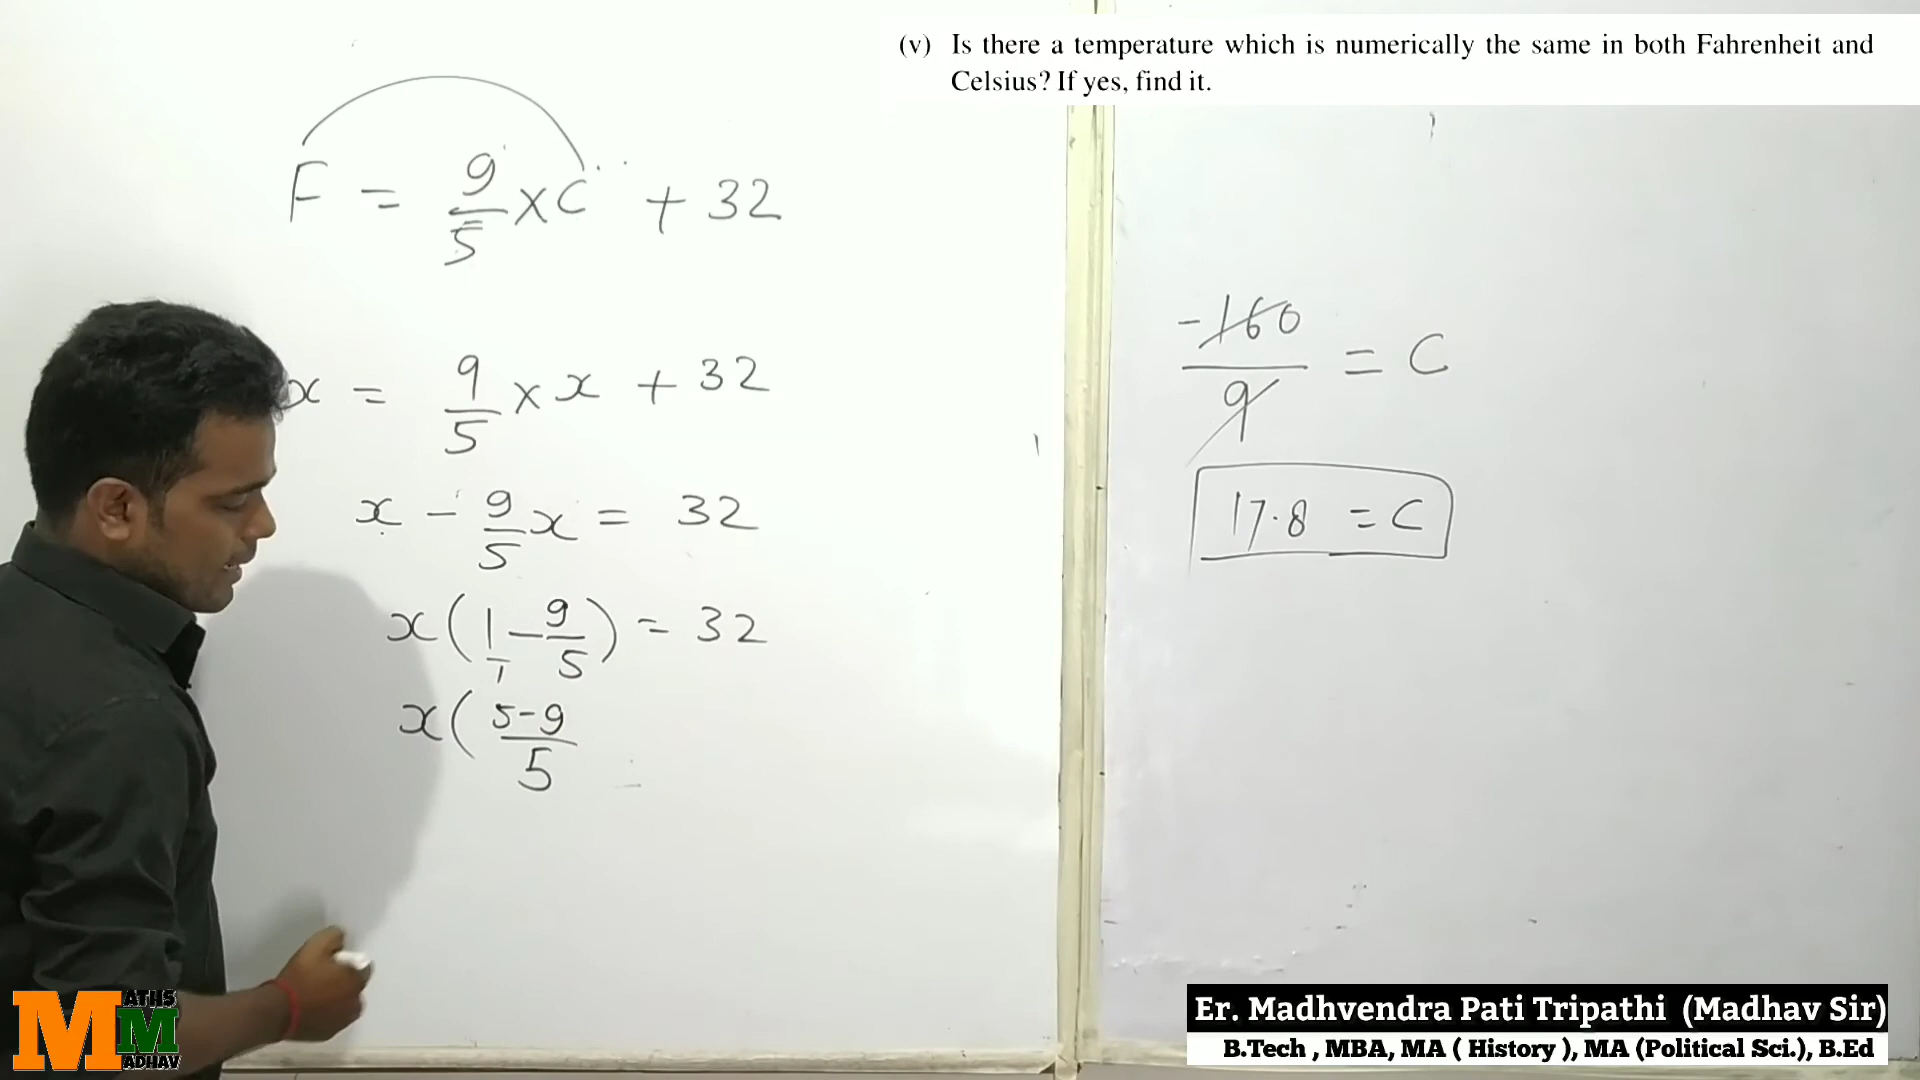 (v) Is there a temperature which is numerically the same in both Fahrenheit and
Celsius? If yes, find it.
F = 9/5 × C + 32
x = 9/5 × x + 32
x - 9/5 x = 32
x(1/1 - 9/5) = 32
x(5-9/5
-160/9 = C
17.8 = C
MATHS
MADHAV
Er. Madhvendra Pati Tripathi (Madhav Sir)
B.Tech , MBA, MA ( History ), MA (Political Sci.), B.Ed